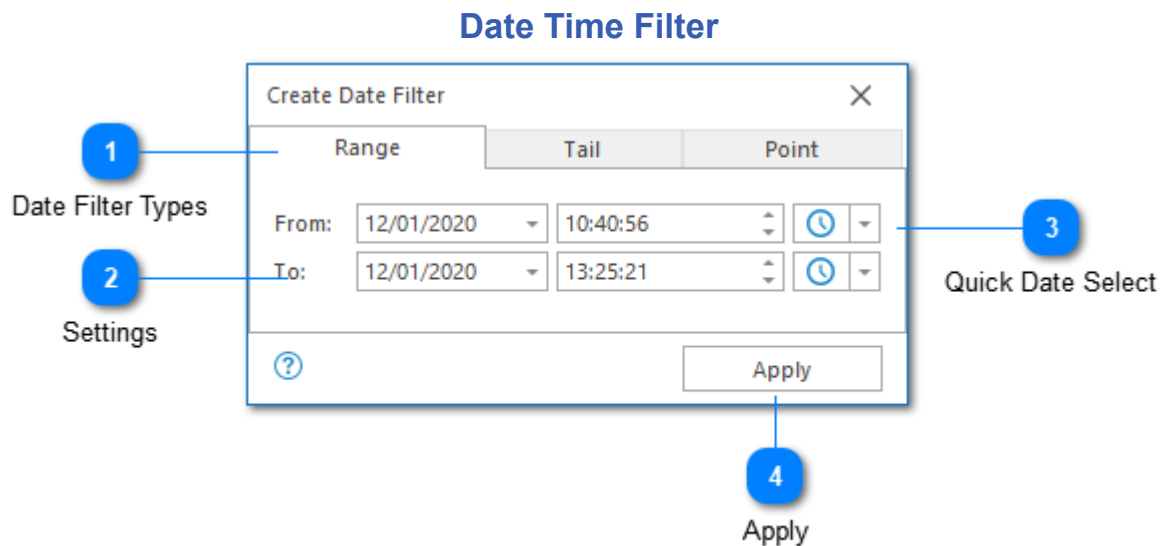 Date Time Filter
Create Date Filter
Range Tail Point
1
Date Filter Types
From: 12/01/2020 10:40:56
3
Quick Date Select
2
Settings
To: 12/01/2020 13:25:21
? Apply
4
Apply